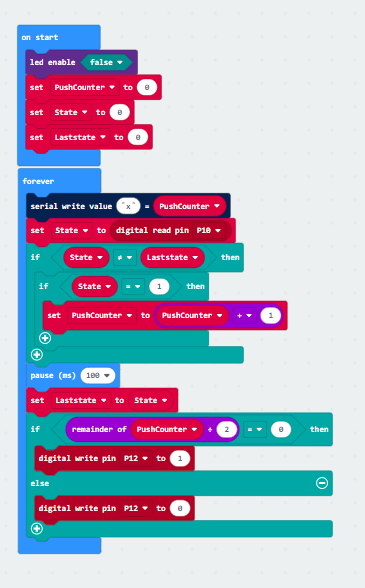 on start
led enable false
set PushCounter to 0
set State to 0
set Laststate to 0
forever
serial write value "x" = PushCounter
set State to digital read pin P10
if State ≠ Laststate then
if State = 1 then
set PushCounter to PushCounter + 1
pause (ms) 100
set Laststate to State
if remainder of PushCounter ÷ 2 = 0 then
digital write pin P12 to 1
else
digital write pin P12 to 0